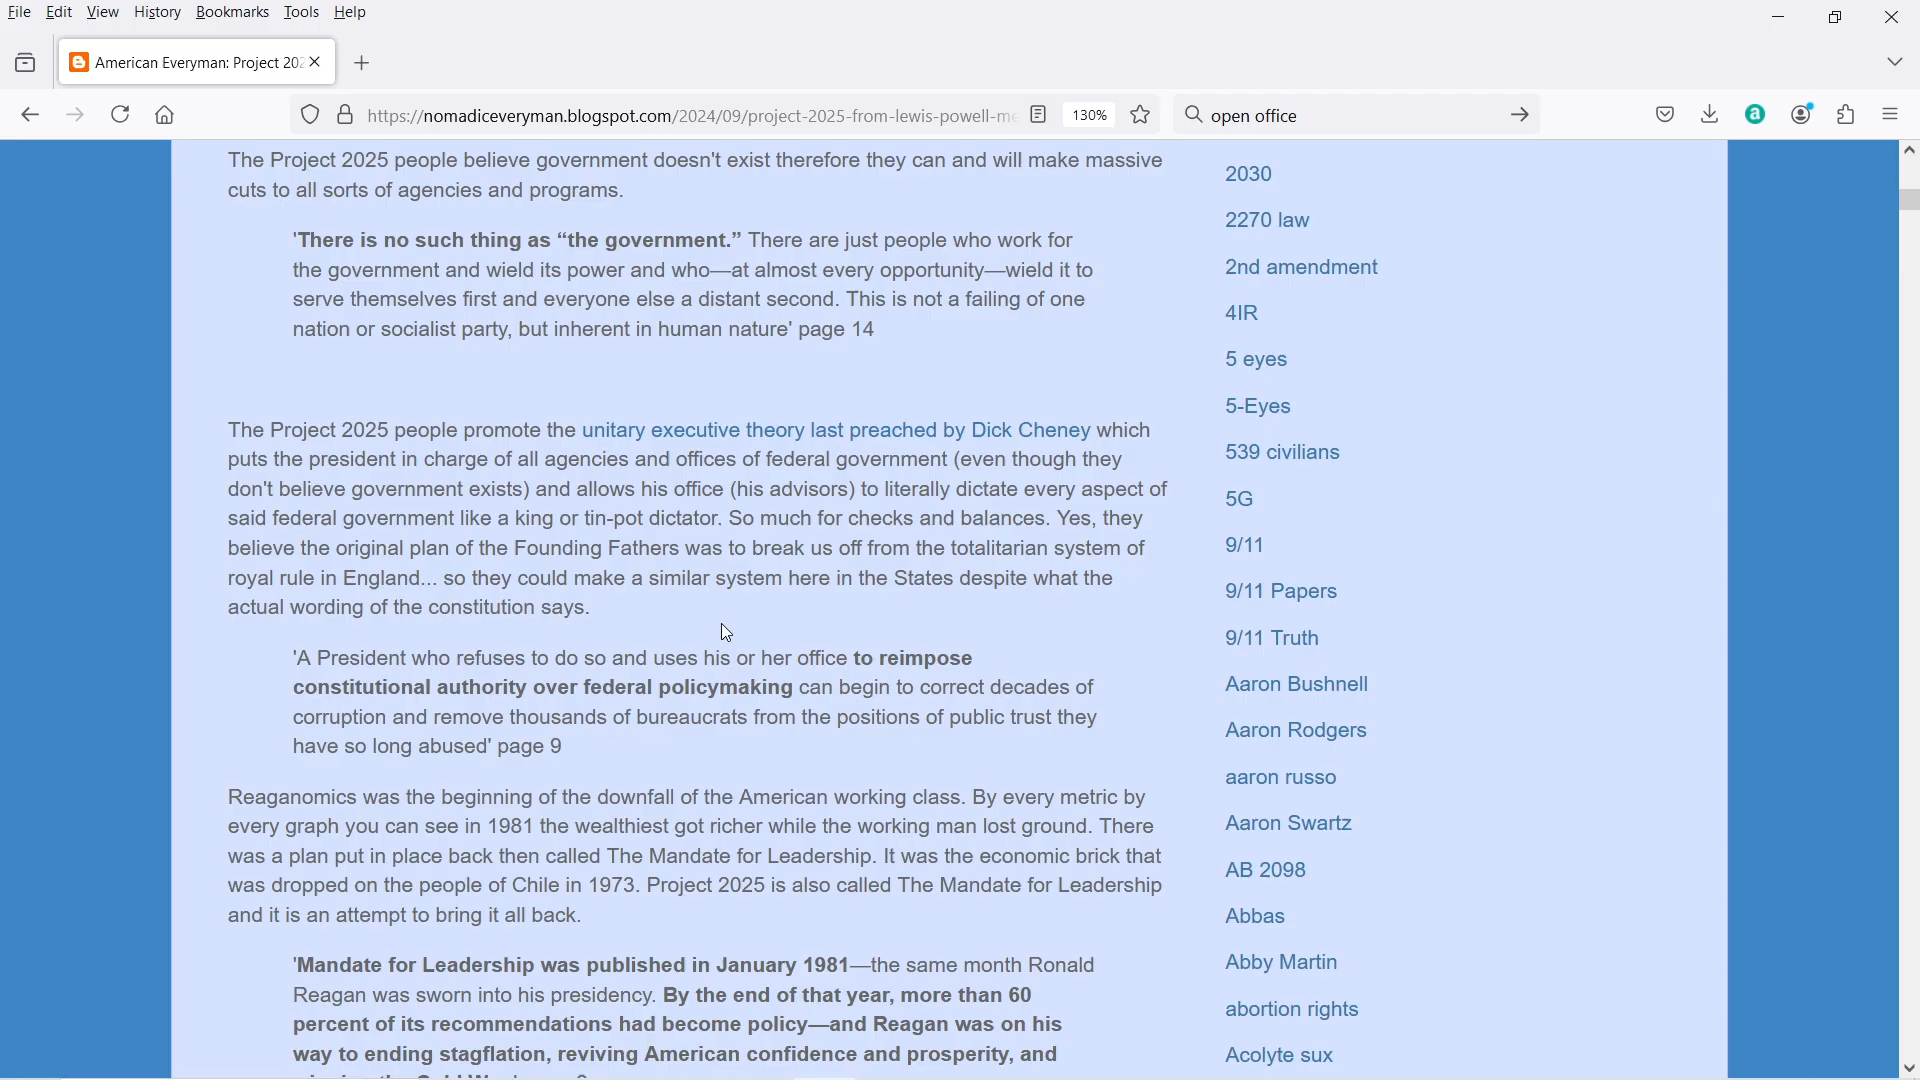 File Edit View History Bookmarks Tools Help
American Everyman: Project 202
https://nomadiceveryman.blogspot.com/2024/09/project-2025-from-lewis-powell-me
130%
open office
The Project 2025 people believe government doesn't exist therefore they can and will make massive
cuts to all sorts of agencies and programs.
'There is no such thing as “the government.” There are just people who work for
the government and wield its power and who—at almost every opportunity—wield it to
serve themselves first and everyone else a distant second. This is not a failing of one
nation or socialist party, but inherent in human nature' page 14
The Project 2025 people promote the unitary executive theory last preached by Dick Cheney which
puts the president in charge of all agencies and offices of federal government (even though they
don't believe government exists) and allows his office (his advisors) to literally dictate every aspect of
said federal government like a king or tin-pot dictator. So much for checks and balances. Yes, they
believe the original plan of the Founding Fathers was to break us off from the totalitarian system of
royal rule in England... so they could make a similar system here in the States despite what the
actual wording of the constitution says.
'A President who refuses to do so and uses his or her office to reimpose
constitutional authority over federal policymaking can begin to correct decades of
corruption and remove thousands of bureaucrats from the positions of public trust they
have so long abused' page 9
Reaganomics was the beginning of the downfall of the American working class. By every metric by
every graph you can see in 1981 the wealthiest got richer while the working man lost ground. There
was a plan put in place back then called The Mandate for Leadership. It was the economic brick that
was dropped on the people of Chile in 1973. Project 2025 is also called The Mandate for Leadership
and it is an attempt to bring it all back.
'Mandate for Leadership was published in January 1981—the same month Ronald
Reagan was sworn into his presidency. By the end of that year, more than 60
percent of its recommendations had become policy—and Reagan was on his
way to ending stagflation, reviving American confidence and prosperity, and
2030
2270 law
2nd amendment
4IR
5 eyes
5-Eyes
539 civilians
5G
9/11
9/11 Papers
9/11 Truth
Aaron Bushnell
Aaron Rodgers
aaron russo
Aaron Swartz
AB 2098
Abbas
Abby Martin
abortion rights
Acolyte sux